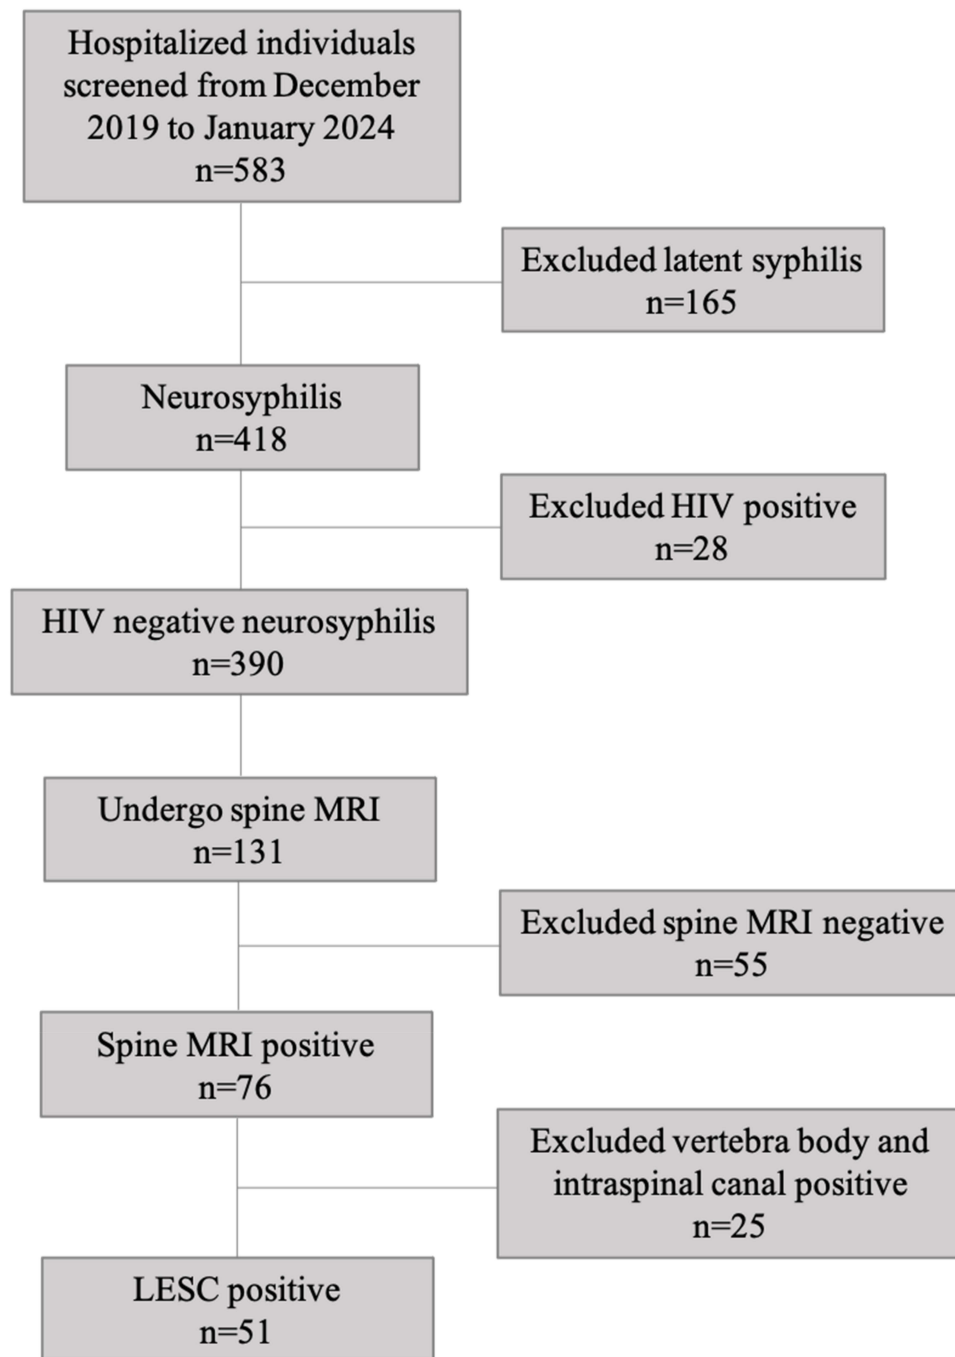 Hospitalized individuals
screened from December
2019 to January 2024
n=583
Excluded latent syphilis
n=165
Neurosyphilis
n=418
Excluded HIV positive
n=28
HIV negative neurosyphilis
n=390
Undergo spine MRI
n=131
Excluded spine MRI negative
n=55
Spine MRI positive
n=76
Excluded vertebra body and
intraspinal canal positive
n=25
LESC positive
n=51